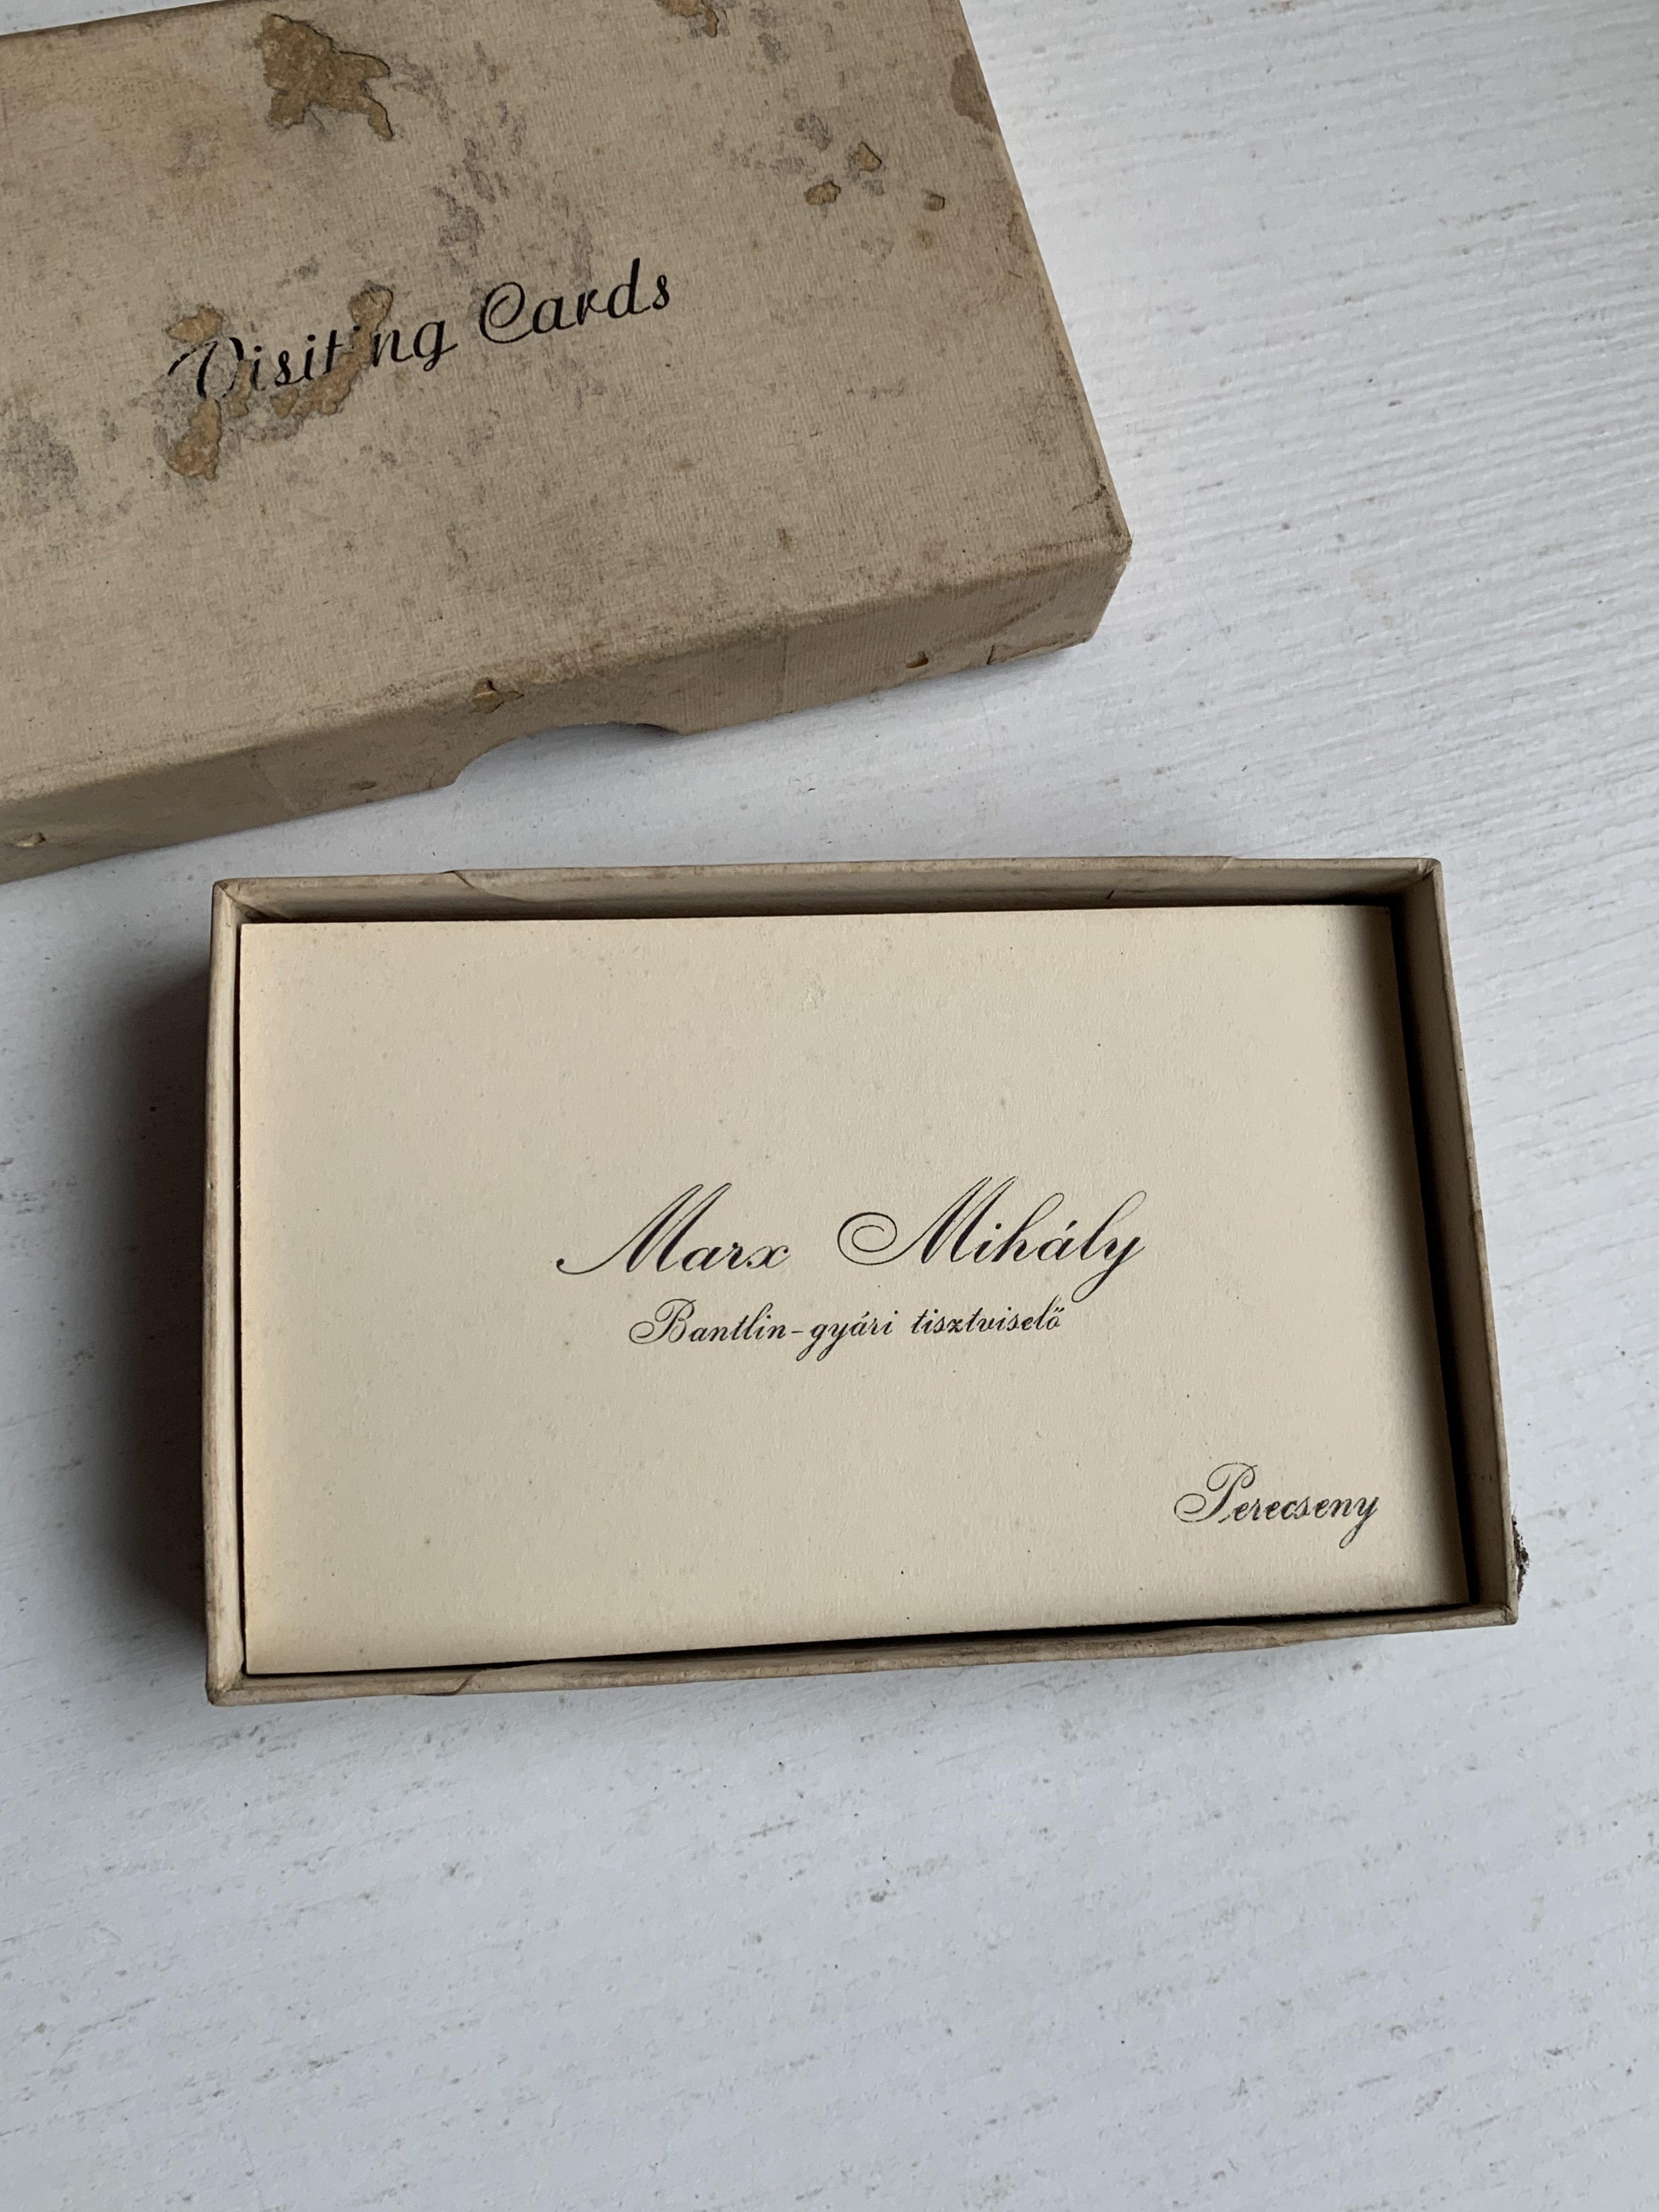 Visiting Cards
Marx Mihály
Bantlin-gyári tisztviselő
Perecseny